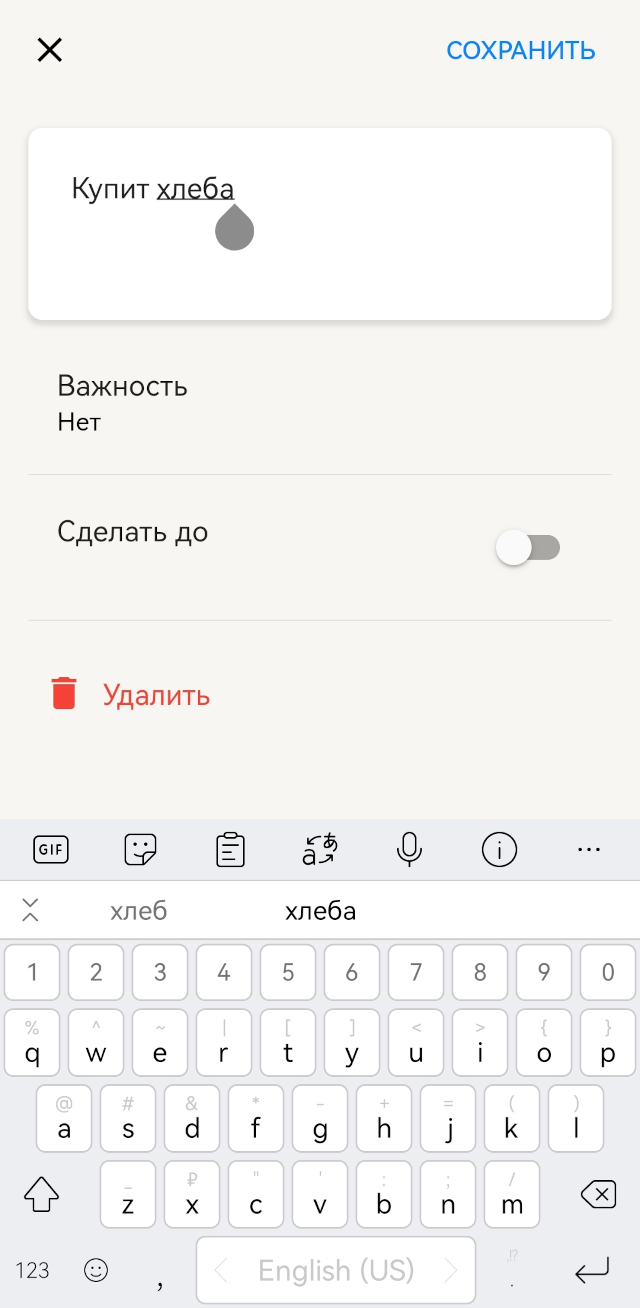 СОХРАНИТЬ
Купит хлеба
Важность
Нет
Сделать до
Удалить
GIF
хлеб хлеба
1 2 3 4 5 6 7 8 9 0
% ^ ~ | [ ] < > { }
q w e r t y u i o p
@ # & * - + = ( )
a s d f g h j k l
_ ₽ " ' : ; /
z x c v b n m
,!?
123 , English (US) .